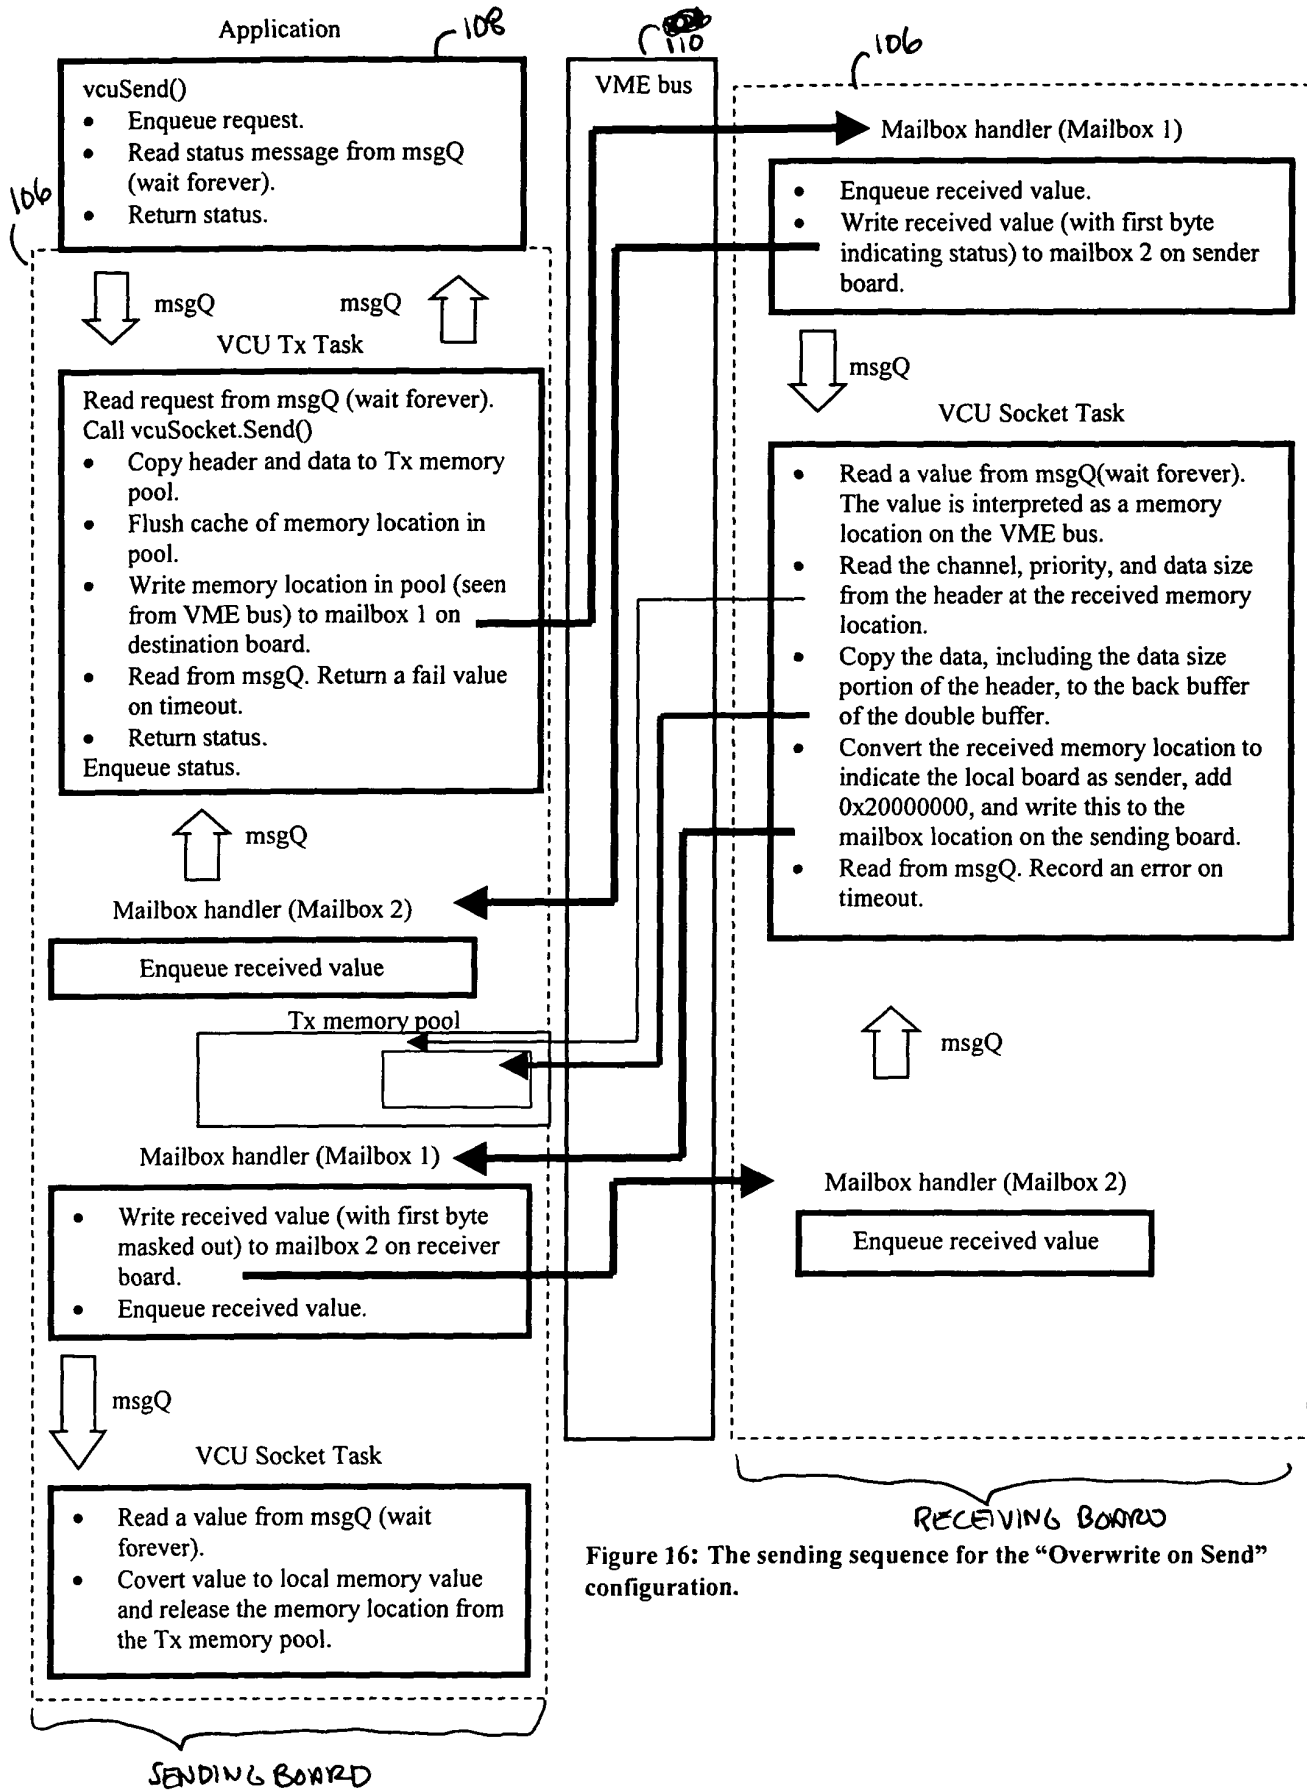 Application
108
vcuSend()
• Enqueue request.
• Read status message from msgQ
(wait forever).
• Return status.
106
msgQ
msgQ
VCU Tx Task
Read request from msgQ (wait forever).
Call vcuSocket.Send()
• Copy header and data to Tx memory
pool.
• Flush cache of memory location in
pool.
• Write memory location in pool (seen
from VME bus) to mailbox 1 on
destination board.
• Read from msgQ. Return a fail value
on timeout.
• Return status.
Enqueue status.
msgQ
Mailbox handler (Mailbox 2)
Enqueue received value
Tx memory pool
Mailbox handler (Mailbox 1)
• Write received value (with first byte
masked out) to mailbox 2 on receiver
board.
• Enqueue received value.
msgQ
VCU Socket Task
• Read a value from msgQ (wait
forever).
• Covert value to local memory value
and release the memory location from
the Tx memory pool.
SENDING BOARD
110
VME bus
106
Mailbox handler (Mailbox 1)
• Enqueue received value.
• Write received value (with first byte
indicating status) to mailbox 2 on sender
board.
msgQ
VCU Socket Task
• Read a value from msgQ(wait forever).
The value is interpreted as a memory
location on the VME bus.
• Read the channel, priority, and data size
from the header at the received memory
location.
• Copy the data, including the data size
portion of the header, to the back buffer
of the double buffer.
• Convert the received memory location to
indicate the local board as sender, add
0x20000000, and write this to the
mailbox location on the sending board.
• Read from msgQ. Record an error on
timeout.
msgQ
Mailbox handler (Mailbox 2)
Enqueue received value
RECEIVING BOARD
Figure 16: The sending sequence for the “Overwrite on Send”
configuration.